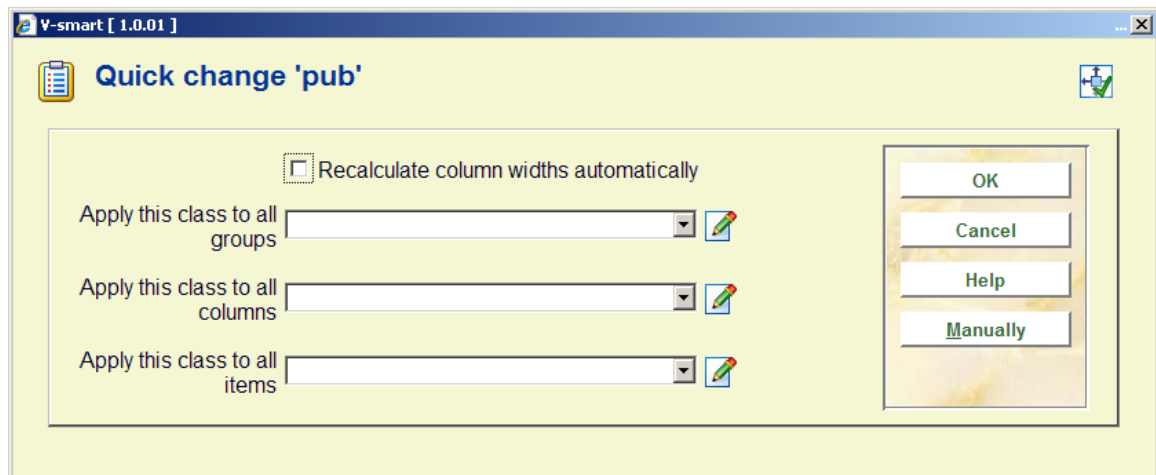 V-smart [ 1.0.01 ]
...
Quick change 'pub'
Recalculate column widths automatically
Apply this class to all
groups
Apply this class to all
columns
Apply this class to all
items
OK
Cancel
Help
Manually